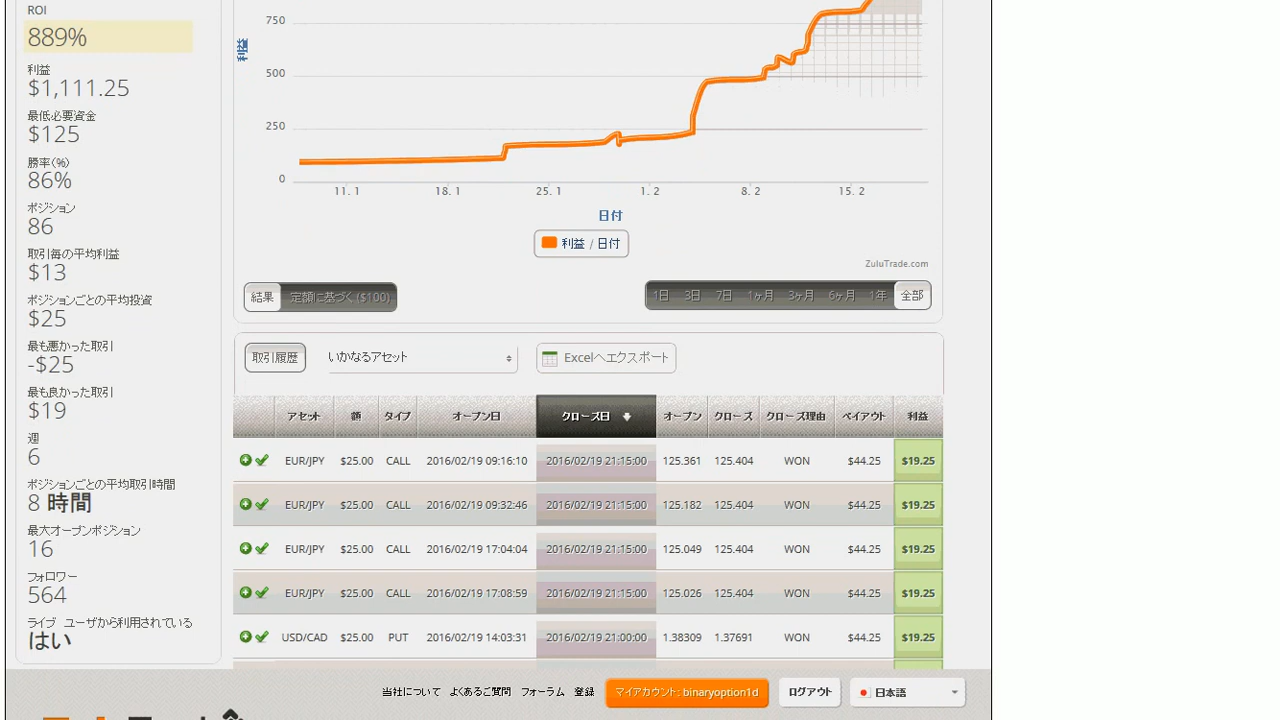 ROI
889%
利益
$1,111.25
最低必要資金
$125
勝率(%)
86%
ポジション
86
取引毎の平均利益
$13
ポジションごとの平均投資
$25
最も悪かった取引
-$25
最も良かった取引
$19
週
6
ポジションごとの平均取引時間
8 時間
最大オープンポジション
16
フォロワー
564
ライブ ユーザから利用されている
はい
750
500
250
0
利益
11. 1 18. 1 25. 1 1. 2 8. 2 15. 2
日付
利益 / 日付
ZuluTrade.com
結果 定額に基づく ($100)
1日 3日 7日 1ヶ月 3ヶ月 6ヶ月 1年 全部
取引履歴 いかなるアセット Excelへエクスポート
アセット 額 タイプ オープン日 クローズ日 オープン クローズ クローズ理由 ペイアウト 利益
EUR/JPY $25.00 CALL 2016/02/19 09:16:10 2016/02/19 21:15:00 125.361 125.404 WON $44.25 $19.25
EUR/JPY $25.00 CALL 2016/02/19 09:32:46 2016/02/19 21:15:00 125.182 125.404 WON $44.25 $19.25
EUR/JPY $25.00 CALL 2016/02/19 17:04:04 2016/02/19 21:15:00 125.049 125.404 WON $44.25 $19.25
EUR/JPY $25.00 CALL 2016/02/19 17:08:59 2016/02/19 21:15:00 125.026 125.404 WON $44.25 $19.25
USD/CAD $25.00 PUT 2016/02/19 14:03:31 2016/02/19 21:00:00 1.38309 1.37691 WON $44.25 $19.25
当社について よくあるご質問 フォーラム 登録 マイアカウント: binaryoption1d ログアウト 日本語